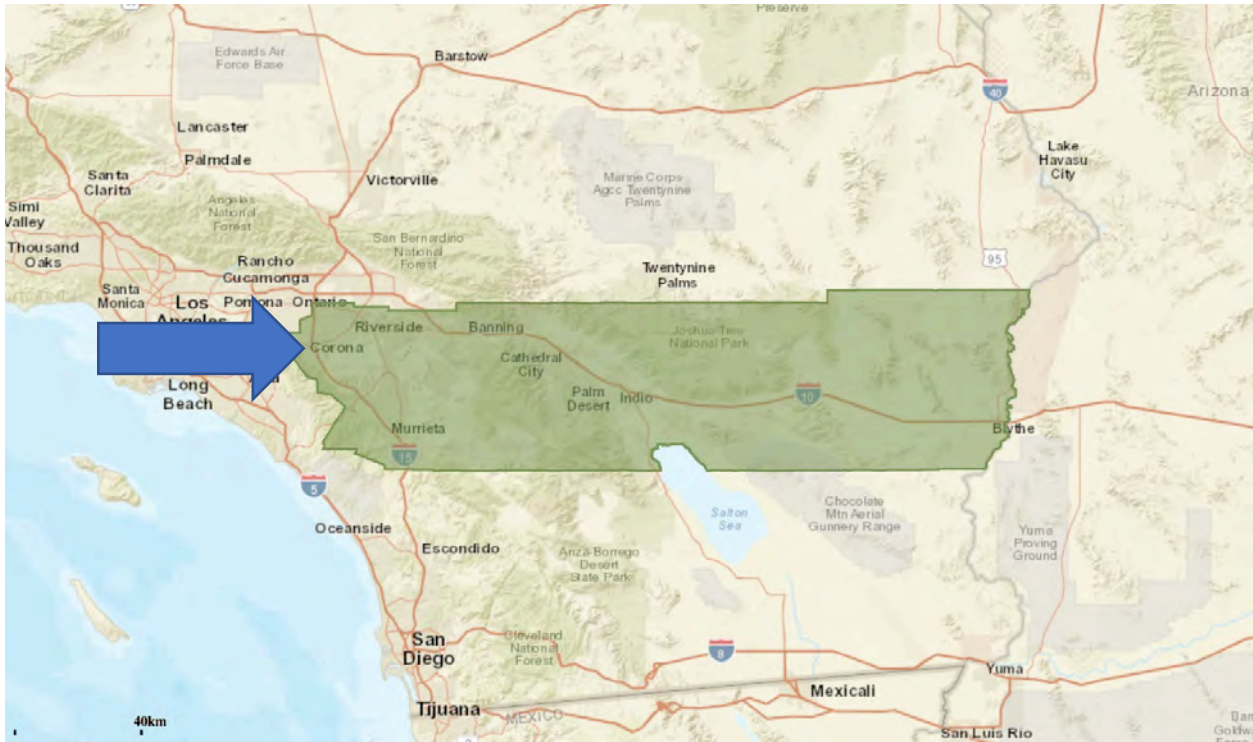 Preserve
Edwards Air
Force Base
Barstow
40
Arizona
Lancaster
Palmdale
Lake
Havasu
City
Santa
Clarita
Victorville
Marine Corps
Agcc Twentynine
Palms
Angeles
National
Forest
Simi
Valley
San Bernardino
National
Forest
Thousand
Oaks
Rancho
Cucamonga
95
Twentynine
Palms
Santa
Monica
Los
Angeles
Pomona
Ontario
Riverside
Banning
Joshua Tree
National Park
Corona
Cathedral
City
Long
Beach
Palm
Desert
Indio
10
Murrieta
Blythe
15
5
Salton
Sea
Chocolate
Mtn Aerial
Gunnery Range
Oceanside
Yuma
Proving
Ground
Escondido
Anza-Borrego
Desert
State Park
San
Diego
Cleveland
National
Forest
8
Yuma
Mexicali
Tijuana
MEXICO
40km
San Luis Rio